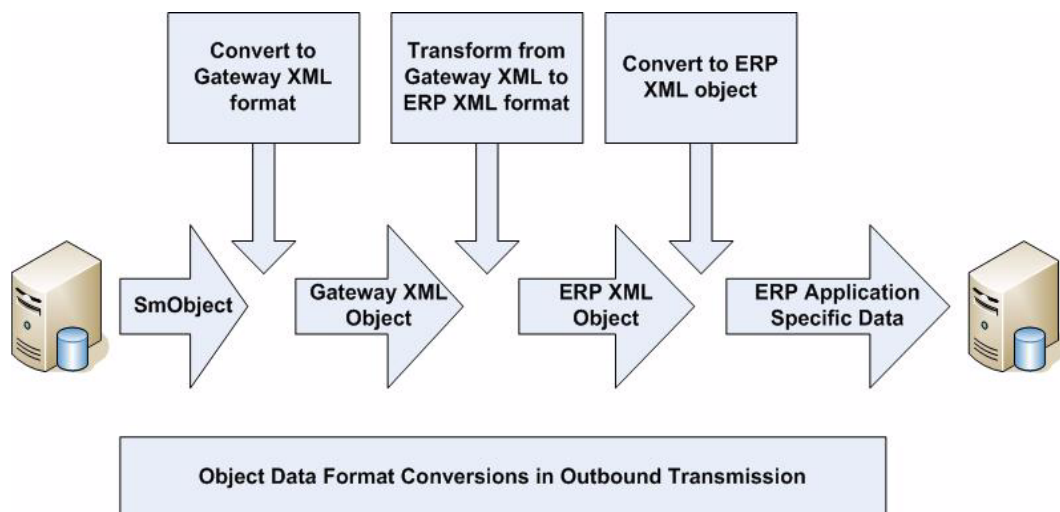 Convert to
Gateway XML
format
Transform from
Gateway XML to
ERP XML format
Convert to ERP
XML object
SmObject
Gateway XML
Object
ERP XML
Object
ERP Application
Specific Data
Object Data Format Conversions in Outbound Transmission